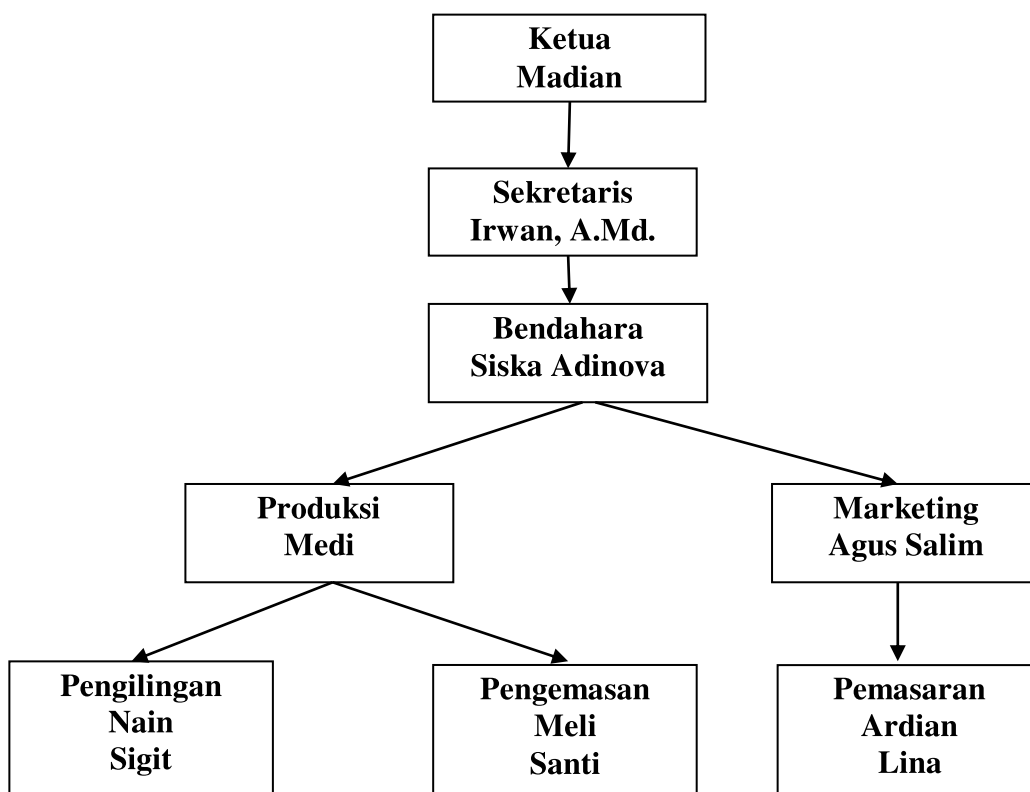 Ketua
Madian
Sekretaris
Irwan, A.Md.
Bendahara
Siska Adinova
Produksi
Medi
Marketing
Agus Salim
Pengilingan
Nain
Sigit
Pengemasan
Meli
Santi
Pemasaran
Ardian
Lina